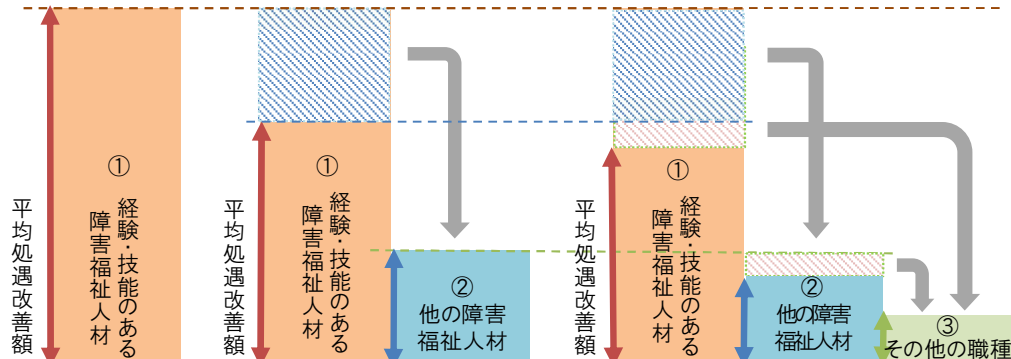 平均処遇改善額
①
経験・技能のある
障害福祉人材
平均処遇改善額
①
経験・技能のある
障害福祉人材
②
他の障害
福祉人材
平均処遇改善額
①
経験・技能のある
障害福祉人材
②
他の障害
福祉人材
③
その他の職種